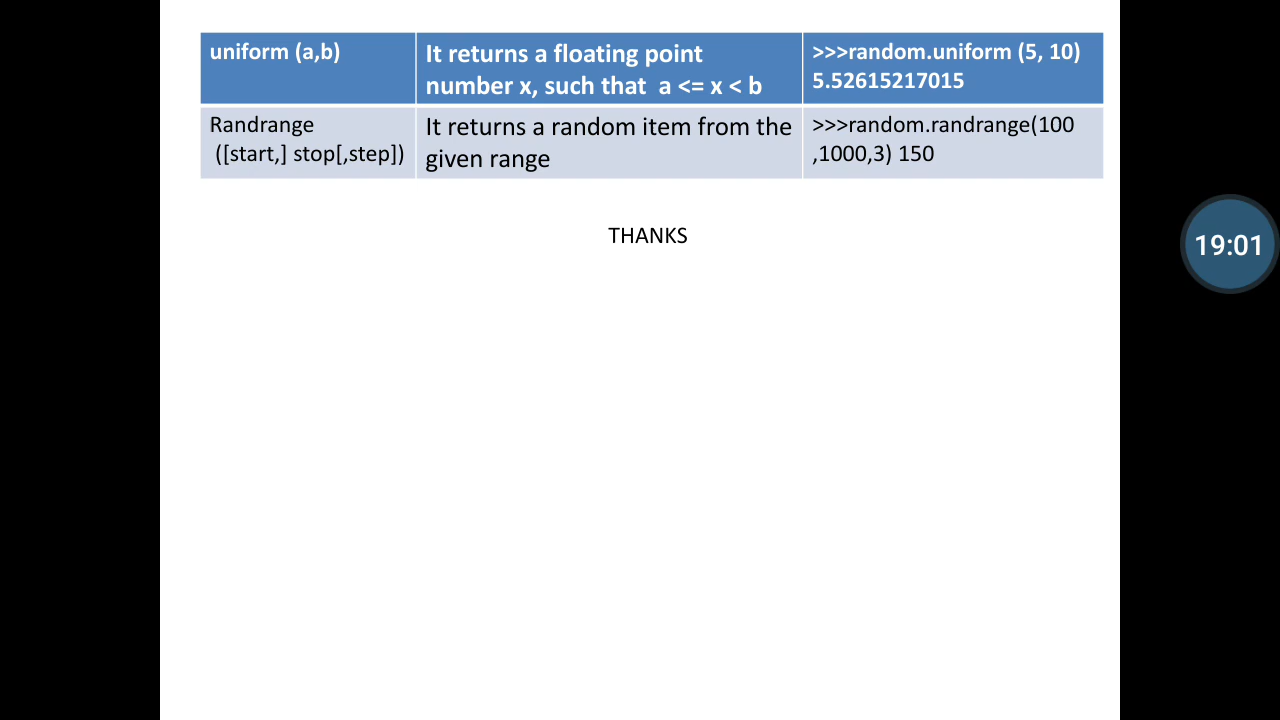 uniform (a,b)
It returns a floating point
number x, such that  a <= x < b
>>>random.uniform (5, 10)
5.52615217015
Randrange
([start,] stop[,step])
It returns a random item from the
given range
>>>random.randrange(100
,1000,3) 150
THANKS
19:01